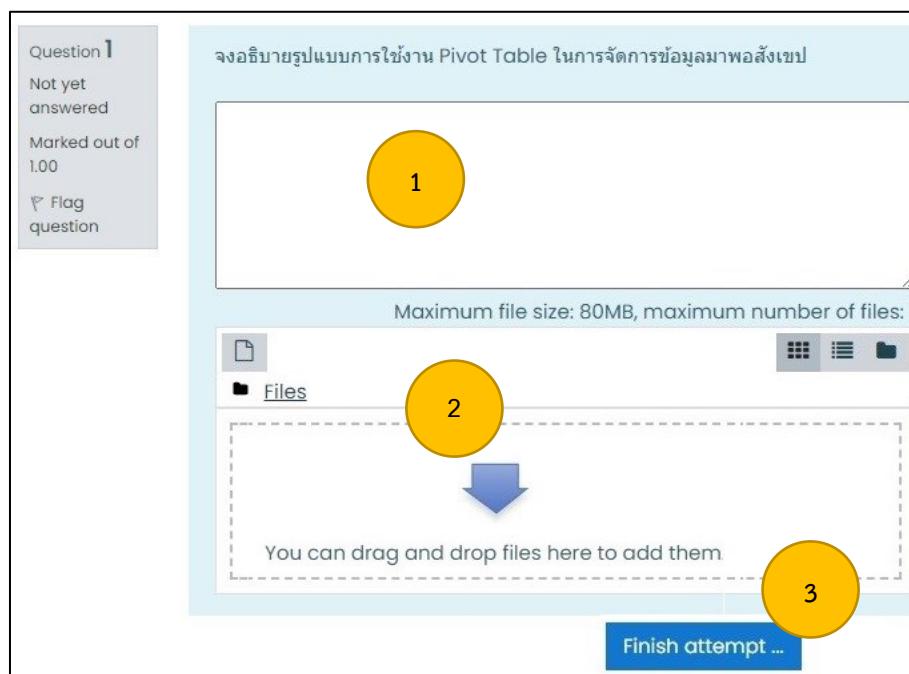 Question 1
Not yet
answered
Marked out of
1.00
Flag
question
จงอธิบายรูปแบบการใช้งาน Pivot Table ในการจัดการข้อมูลมาพอสังเขป
1
Maximum file size: 80MB, maximum number of files:
Files
2
You can drag and drop files here to add them
3
Finish attempt ...